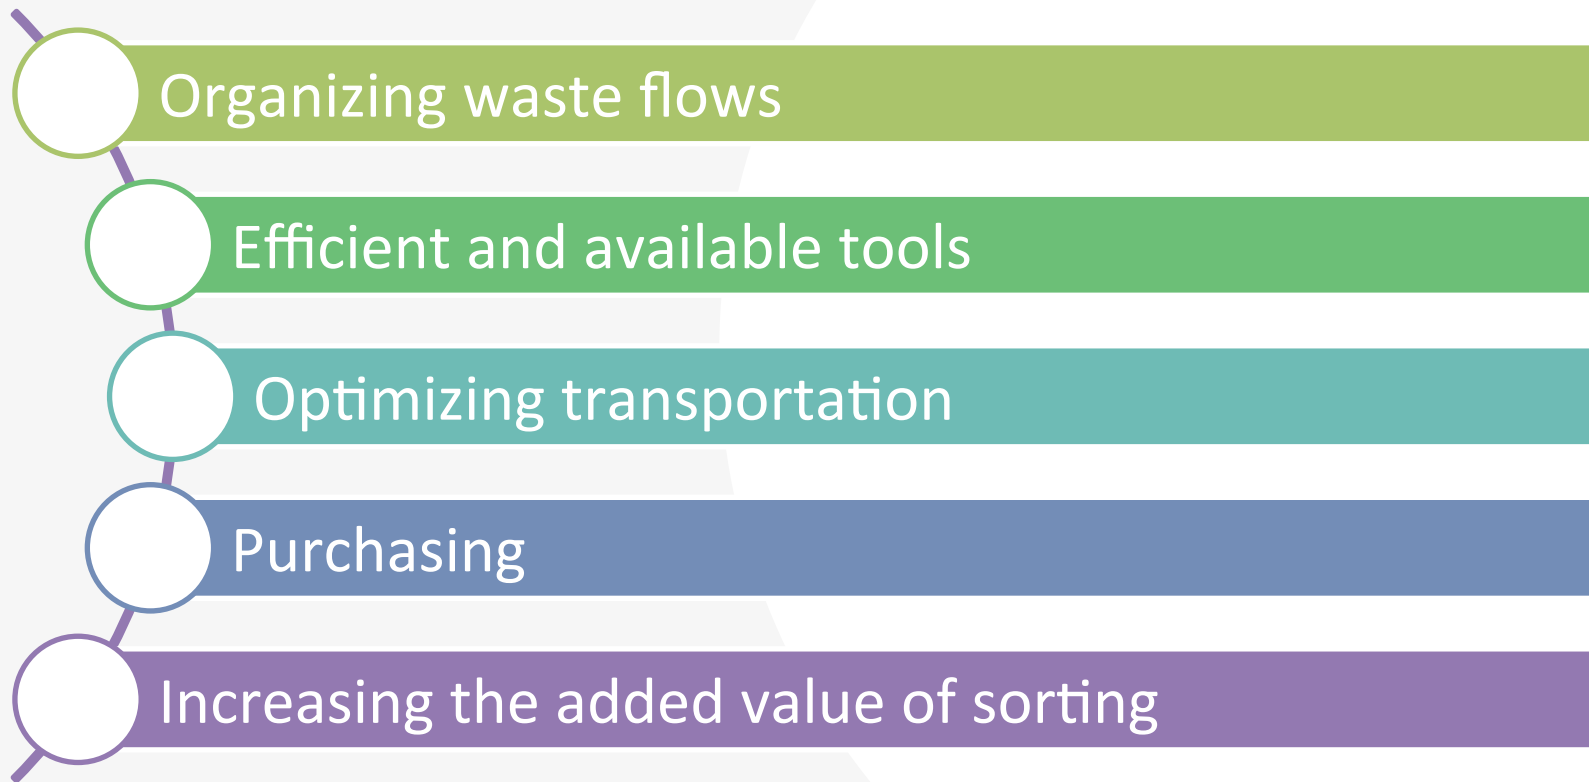 Organizing waste flows
Efficient and available tools
Optimizing transportation
Purchasing
Increasing the added value of sorting